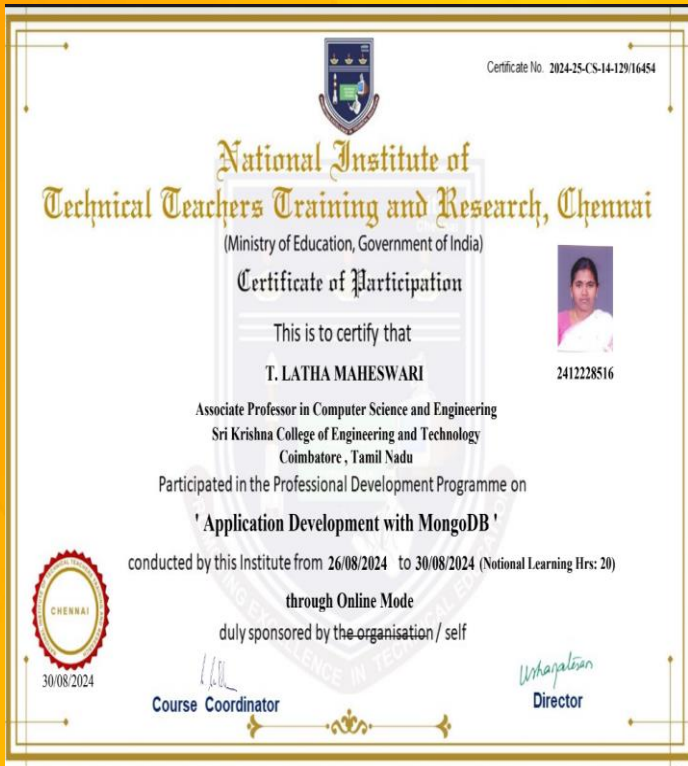 Certificate No. 2024-25-CS-14-129/16454
National Institute of
Technical Teachers Training and Research, Chennai
(Ministry of Education, Government of India)
Certificate of Participation
This is to certify that
T. LATHA MAHESWARI
2412228516
Associate Professor in Computer Science and Engineering
Sri Krishna College of Engineering and Technology
Coimbatore , Tamil Nadu
Participated in the Professional Development Programme on
' Application Development with MongoDB '
conducted by this Institute from 26/08/2024 to 30/08/2024 (Notional Learning Hrs: 20)
through Online Mode
duly sponsored by the organisation / self
CHENNAI
30/08/2024
Course Coordinator
Director